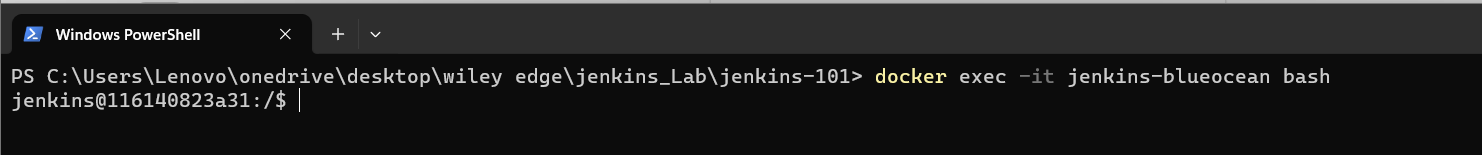 Windows PowerShell
PS C:\Users\Lenovo\onedrive\desktop\wiley edge\jenkins_Lab\jenkins-101> docker exec -it jenkins-blueocean bash
jenkins@116140823a31:/$